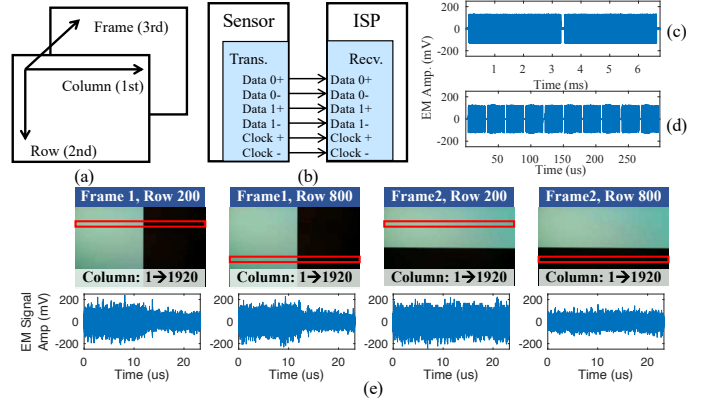 Frame (3rd)
Column (1st)
Row (2nd)
(a)
Sensor
ISP
Trans.
Recv.
Data 0+
Data 0+
Data 0-
Data 0-
Data 1+
Data 1+
Data 1-
Data 1-
Clock +
Clock +
Clock -
Clock -
(b)
EM Amp. (mV)
200
0
-200
1 2 3 4 5 6
Time (ms)
(c)
200
0
-200
50 100 150 200 250
Time (us)
(d)
Frame 1, Row 200
Frame1, Row 800
Frame2, Row 200
Frame2, Row 800
Column: 1→1920
Column: 1→1920
Column: 1→1920
Column: 1→1920
EM Signal
Amp (mV)
200
0
-200
0 10 20
Time (us)
200
0
-200
0 10 20
Time (us)
200
0
-200
0 10 20
Time (us)
200
0
-200
0 10 20
Time (us)
(e)